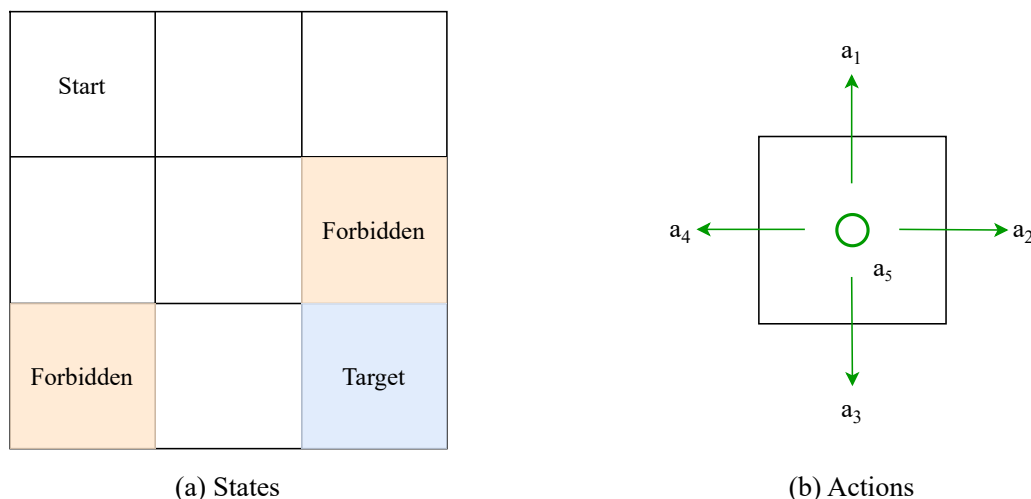 Start
Forbidden
Forbidden
Target
(a) States
a₁
a₄
a₂
a₅
a₃
(b) Actions